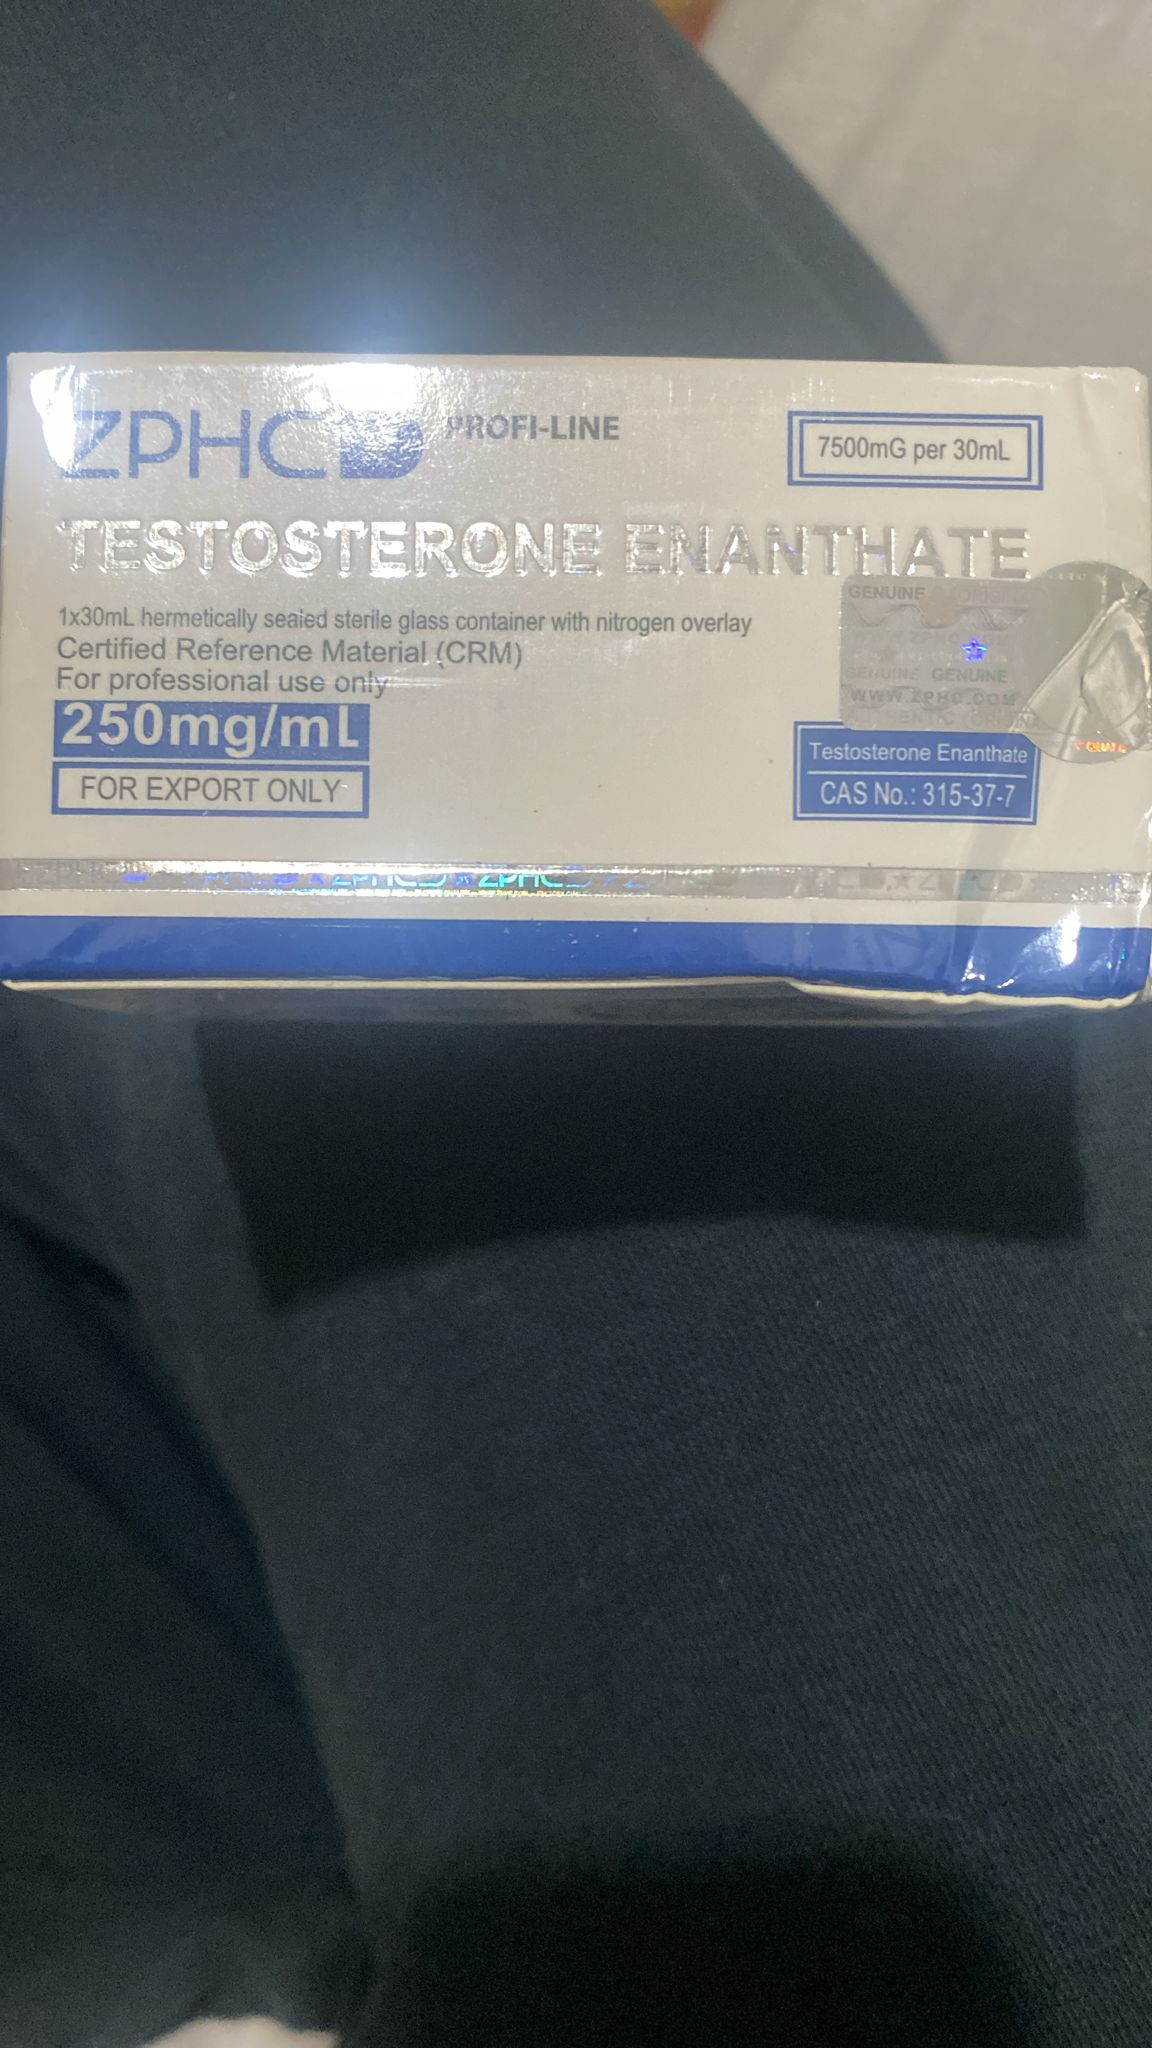 ZPHC PROFI-LINE
7500mG per 30mL
TESTOSTERONE ENANTHATE
1x30mL hermetically sealed sterile glass container with nitrogen overlay
Certified Reference Material (CRM)
For professional use only
250mg/mL
FOR EXPORT ONLY
GENUINE
GENUINE GENUINE
WWW.ZPHC.COM
Testosterone Enanthate
CAS No.: 315-37-7
ZPHC ZPHC